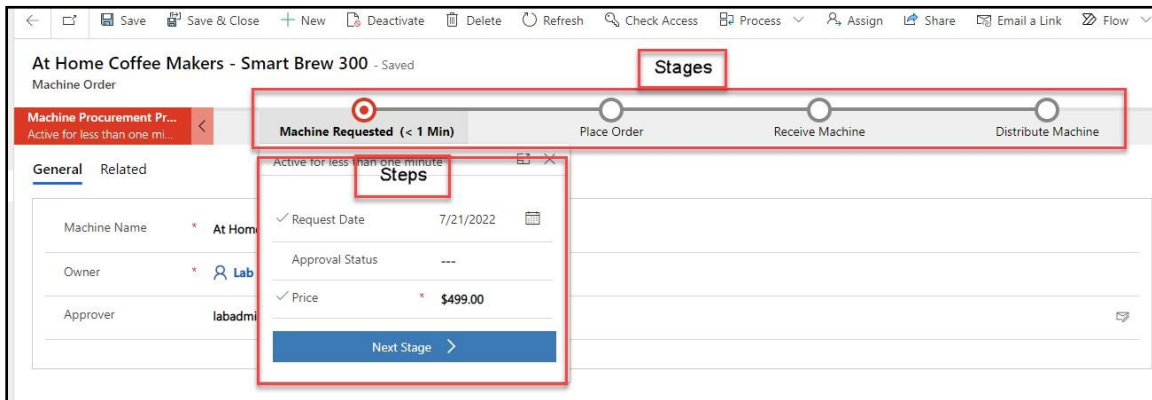 Save Save & Close New Deactivate Delete Refresh Check Access Process Assign Share Email a Link Flow
At Home Coffee Makers - Smart Brew 300 - Saved
Machine Order
Stages
Machine Procurement Pr...
Active for less than one mi...
Machine Requested (< 1 Min) Place Order Receive Machine Distribute Machine
General Related
Active for less than one minute
Steps
Request Date 7/21/2022
Approval Status ---
Price * $499.00
Next Stage
Machine Name * At Hom
Owner * Lab
Approver labadmi